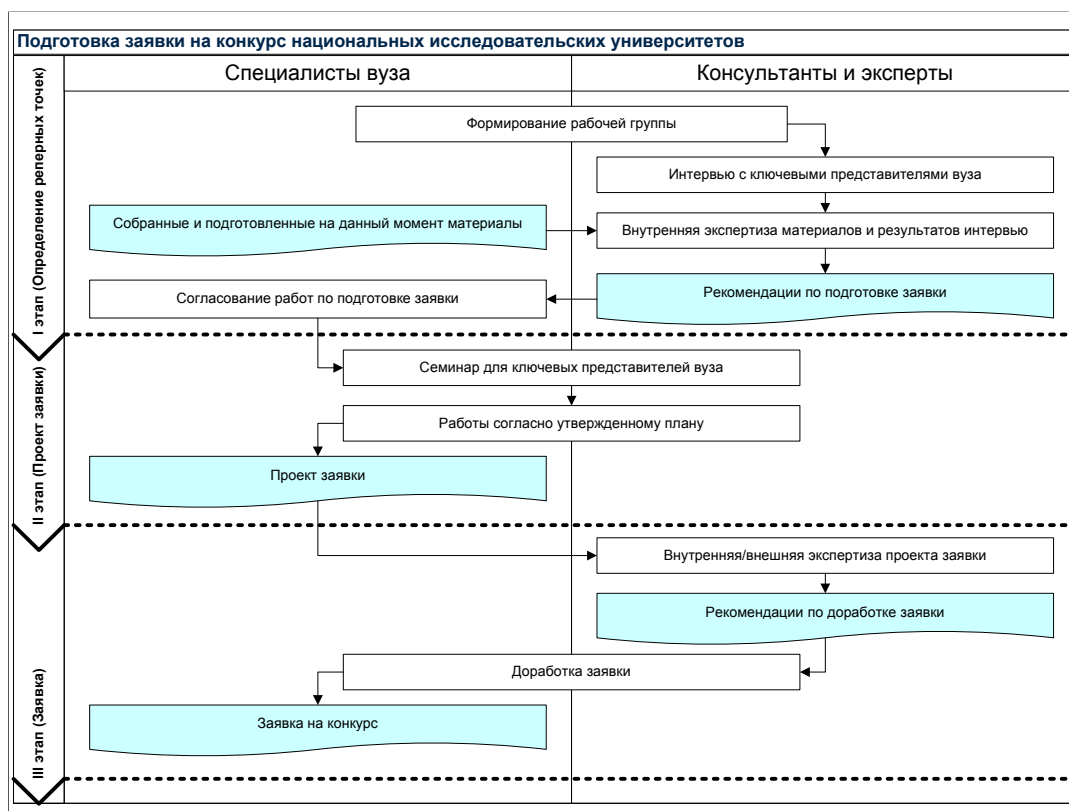 Подготовка заявки на конкурс национальных исследовательских университетов
Специалисты вуза
Консультанты и эксперты
I этап (Определение реперных точек)
Формирование рабочей группы
Интервью с ключевыми представителями вуза
Собранные и подготовленные на данный момент материалы
Внутренняя экспертиза материалов и результатов интервью
Рекомендации по подготовке заявки
Согласование работ по подготовке заявки
II этап (Проект заявки)
Семинар для ключевых представителей вуза
Работы согласно утвержденному плану
Проект заявки
III этап (Заявка)
Внутренняя/внешняя экспертиза проекта заявки
Рекомендации по доработке заявки
Доработка заявки
Заявка на конкурс